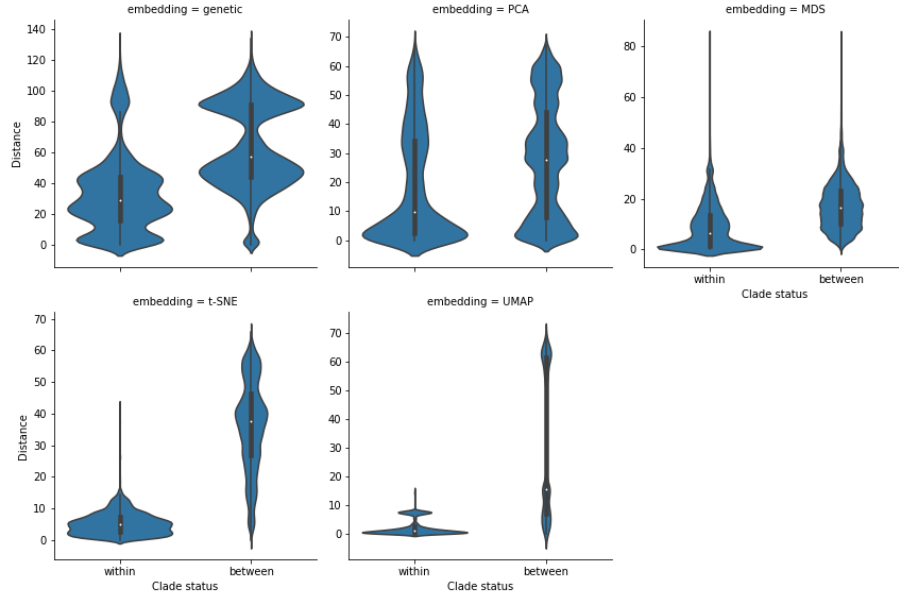 embedding = genetic
140
120
100
80
60
40
20
0
Distance
embedding = PCA
70
60
50
40
30
20
10
0
embedding = MDS
80
60
40
20
0
within
between
Clade status
embedding = t-SNE
70
60
50
40
30
20
10
0
Distance
within
between
Clade status
embedding = UMAP
70
60
50
40
30
20
10
0
within
between
Clade status